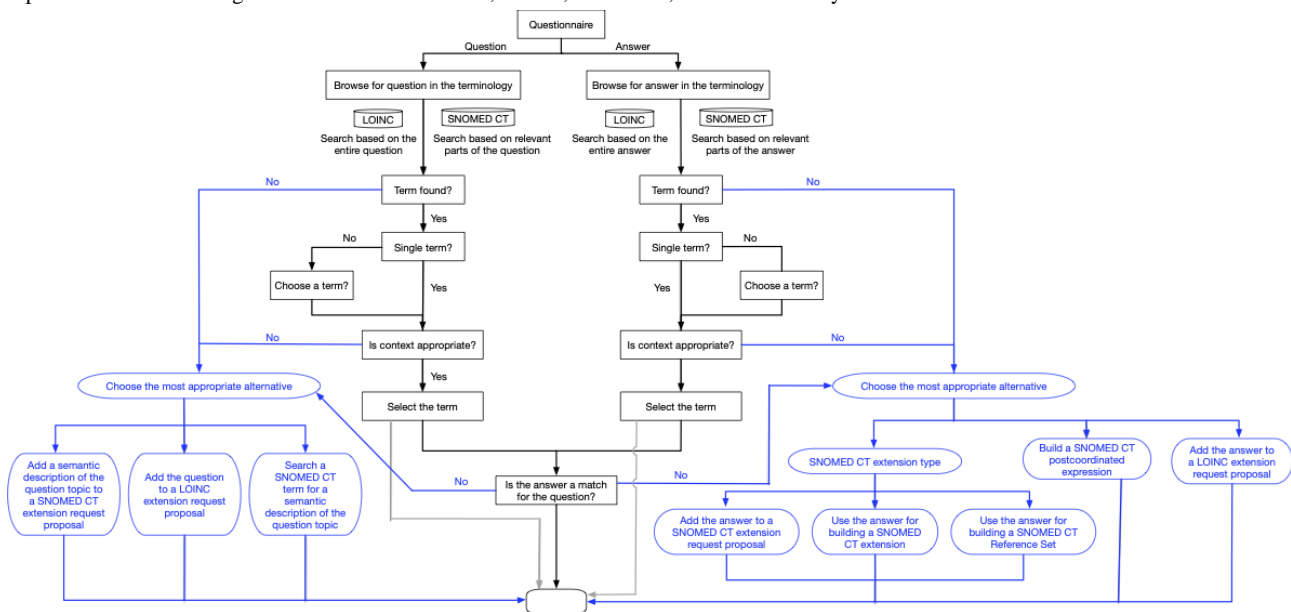 Questionnaire
Question
Answer
Browse for question in the terminology
Browse for answer in the terminology
LOINC
SNOMED CT
LOINC
SNOMED CT
Search based on the
entire question
Search based on relevant
parts of the question
Search based on the
entire answer
Search based on relevant
parts of the answer
No
Term found?
Term found?
No
Yes
Yes
No
Single term?
Single term?
No
Choose a term?
Yes
Yes
Choose a term?
No
Is context appropriate?
Is context appropriate?
No
Yes
Choose the most appropriate alternative
Choose the most appropriate alternative
Select the term
Select the term
Add a semantic
description of the
question topic to
a SNOMED CT
extension request
proposal
Add the question
to a LOINC
extension request
proposal
Search a
SNOMED CT
term for a
semantic
description of the
question topic
No
Is the answer a match
for the question?
No
SNOMED CT extension type
Build a SNOMED CT
postcoordinated
expression
Add the answer to
a LOINC extension
request proposal
Add the answer to a
SNOMED CT extension
request proposal
Use the answer for
building a SNOMED
CT extension
Use the answer for
building a SNOMED CT
Reference Set